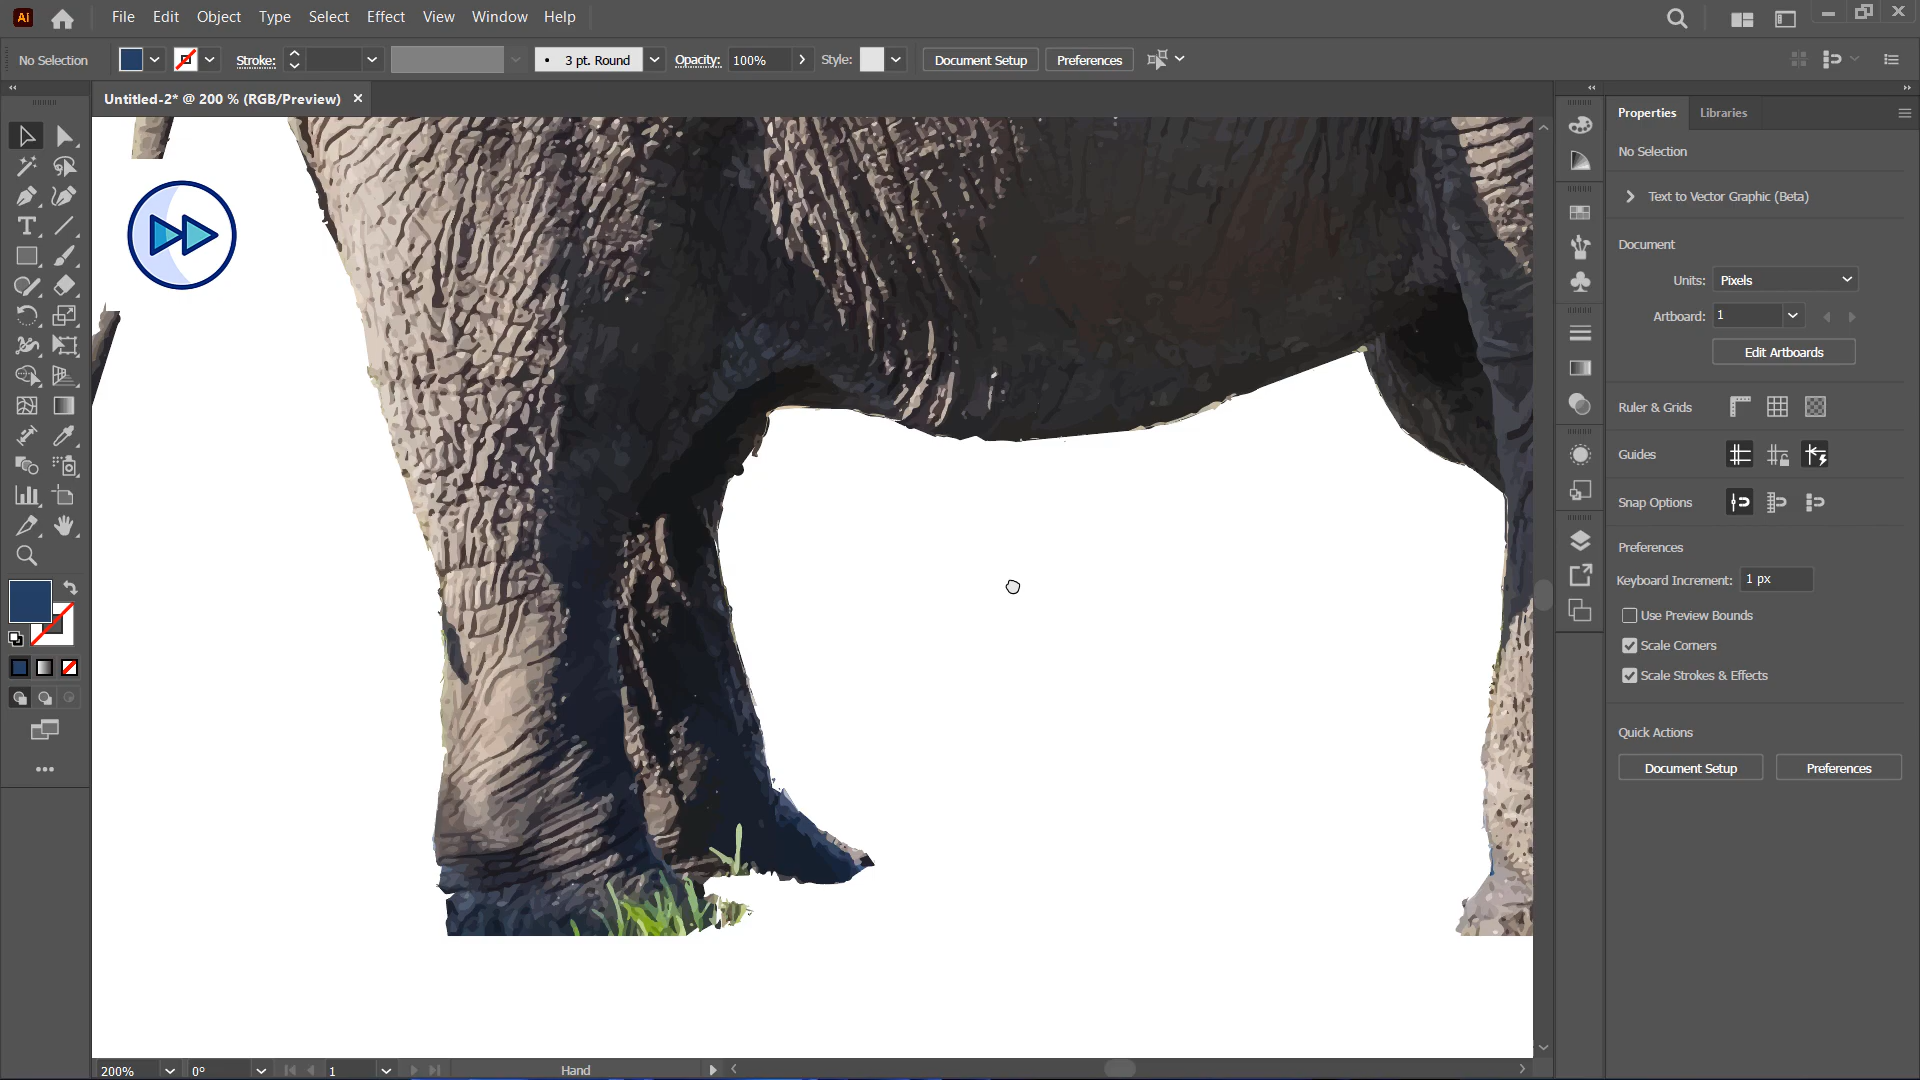 Ai
File Edit Object Type Select Effect View Window Help
No Selection
Stroke:
3 pt. Round
Opacity: 100%
Style:
Document Setup
Preferences
Untitled-2* @ 200 % (RGB/Preview) ×
Properties Libraries
No Selection
Text to Vector Graphic (Beta)
Document
Units: Pixels
Artboard: 1
Edit Artboards
Ruler & Grids
Guides
Snap Options
Preferences
Keyboard Increment: 1 px
Use Preview Bounds
Scale Corners
Scale Strokes & Effects
Quick Actions
Document Setup Preferences
200% 0° 1 Hand